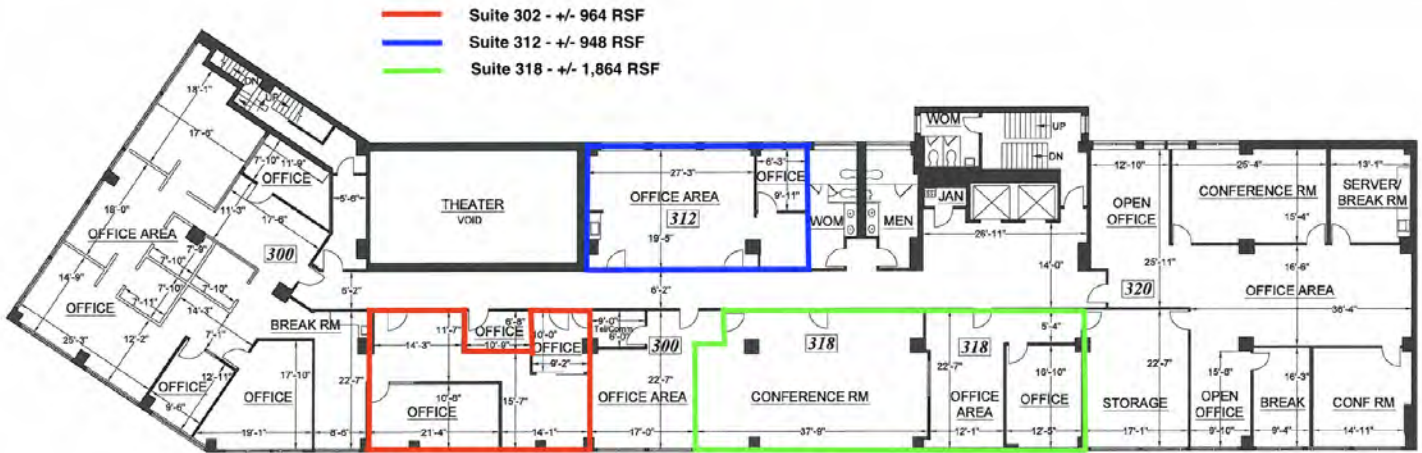 Suite 302 - +/- 964 RSF
Suite 312 - +/- 948 RSF
Suite 318 - +/- 1,864 RSF
DN
UP
18'-1"
7'-10"
11'-9"
OFFICE
5'-6"
11'-3"
17'-6"
18'-9"
OFFICE AREA
300
7'-10"
14'-9"
OFFICE
7'-10"
7'-10"
14'-3"
7'-1"
12'-2"
25'-3"
BREAK RM
12'-11"
OFFICE
9'-6"
17'-10"
OFFICE
19'-1"
8'-6"
22'-7"
THEATER
VOID
6'-2"
27'-3"
OFFICE AREA
312
19'-5"
6'-3"
OFFICE
9'-11"
6'-2"
WOM
MEN
WOM
UP
DN
JAN
26'-11"
14'-0"
12'-10"
OPEN
OFFICE
25'-11"
320
25'-4"
CONFERENCE RM
15'-4"
13'-1"
SERVER/
BREAK RM
16'-6"
OFFICE AREA
36'-4"
11'-7"
14'-3"
OFFICE
10'-9"
6'-8"
10'-0"
OFFICE
9'-2"
10'-8"
OFFICE
21'-4"
15'-7"
14'-1"
9'-0"
Tel/Comm
6'-0"
300
22'-7"
OFFICE AREA
17'-0"
318
CONFERENCE RM
37'-9"
318
22'-7"
OFFICE
AREA
12'-1"
5'-4"
10'-10"
OFFICE
12'-5"
22'-7"
STORAGE
17'-1"
15'-8"
OPEN
OFFICE
9'-10"
16'-3"
BREAK
9'-4"
CONF RM
14'-11"